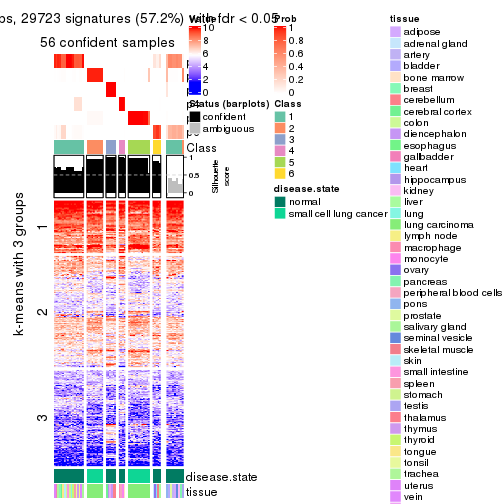 ps, 29723 signatures (57.2%) with fdr < 0.05
56 confident samples
Value
10
8
6
4
2
0
Prob
1
0.8
0.6
0.4
0.2
0
Status (barplots)
confident
ambiguous
Class
1
2
3
4
5
6
disease.state
normal
small cell lung cancer
tissue
adipose
adrenal gland
artery
bladder
bone marrow
breast
cerebellum
cerebral cortex
colon
diencephalon
esophagus
gallbladder
heart
hippocampus
kidney
liver
lung
lung carcinoma
lymph node
macrophage
monocyte
ovary
pancreas
peripheral blood cells
pons
prostate
salivary gland
seminal vesicle
skeletal muscle
skin
small intestine
spleen
stomach
testis
thalamus
thymus
thyroid
tongue
tonsil
trachea
uterus
vein
Class
1
0.5
0
Silhouette
score
k-means with 3 groups
1
2
3
disease.state
tissue